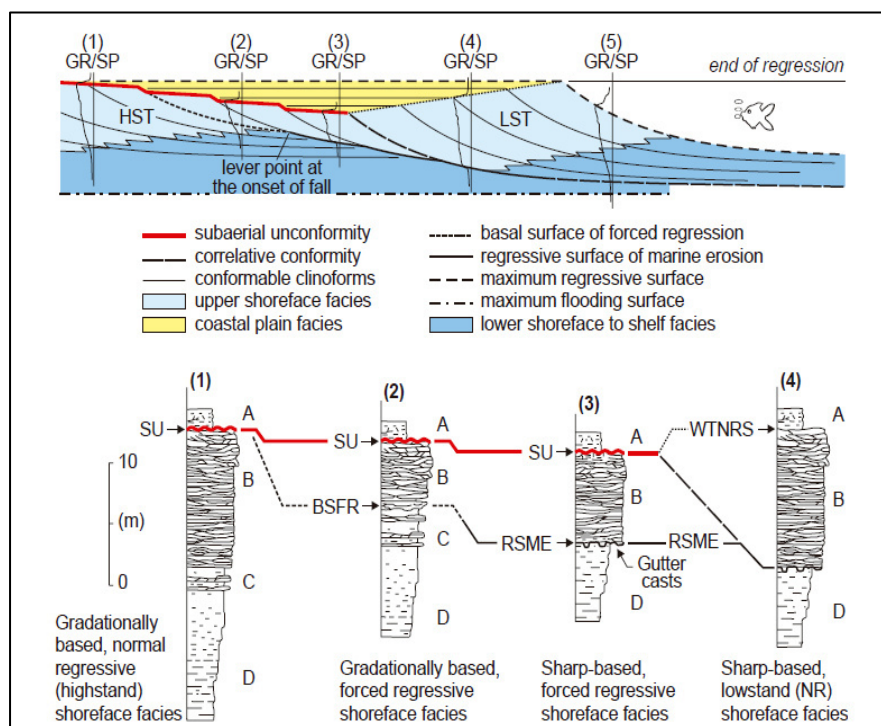 (1) (2) (3) (4) (5)
GR/SP GR/SP GR/SP GR/SP GR/SP
end of regression
HST
LST
lever point at
the onset of fall
subaerial unconformity
correlative conformity
conformable clinoforms
upper shoreface facies
coastal plain facies
basal surface of forced regression
regressive surface of marine erosion
maximum regressive surface
maximum flooding surface
lower shoreface to shelf facies
(1)
SU
A
B
C
D
10
(m)
0
Gradationally
based, normal
regressive
(highstand)
shoreface facies
(2)
SU
A
B
BSFR
C
D
Gradationally based,
forced regressive
shoreface facies
(3)
SU
A
B
RSME
RSME
Gutter
casts
D
Sharp-based,
forced regressive
shoreface facies
(4)
WTNRS
A
B
D
Sharp-based,
lowstand (NR)
shoreface facies